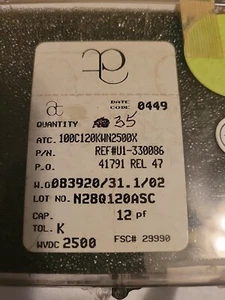 DATE
CODE 0449
QUANTITY 35
ATC. 100C120KWN2500X
P/N. REF#U1-330086
P.O. 41791 REL 47
W.O 083920/31.1/02
LOT NO. N28Q120ASC
CAP. 12 pf
TOL. K
WVDC 2500 FSC# 29990